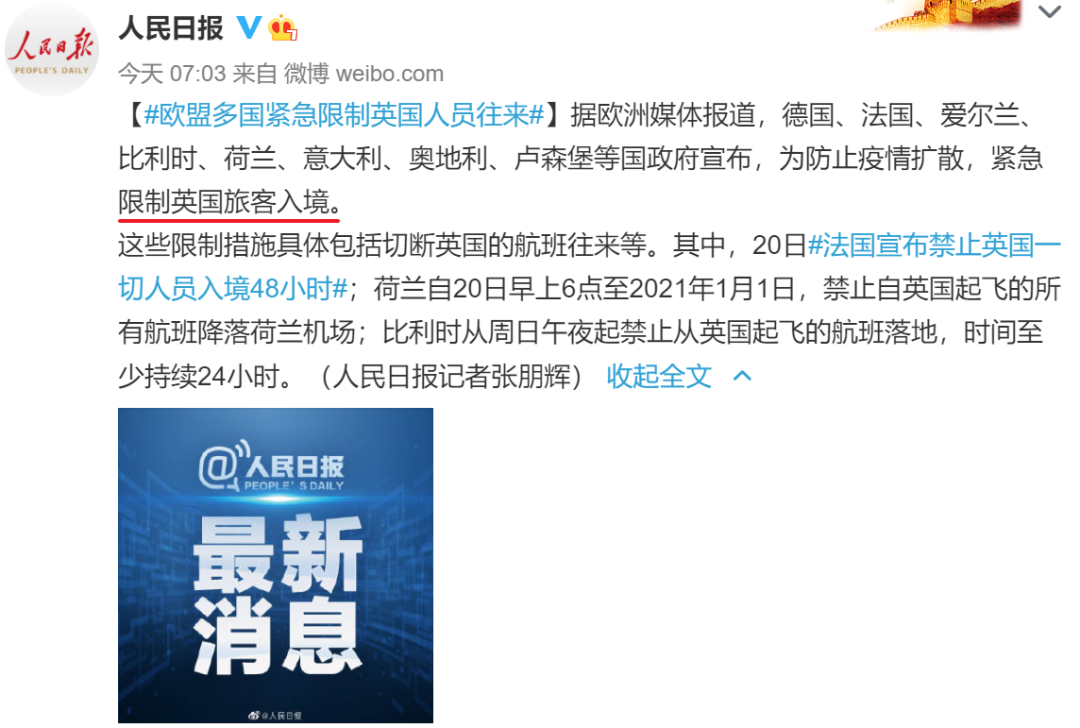 人民日报
PEOPLE'S DAILY
人民日报
今天 07:03 来自 微博 weibo.com
【#欧盟多国紧急限制英国人员往来#】据欧洲媒体报道，德国、法国、爱尔兰、
比利时、荷兰、意大利、奥地利、卢森堡等国政府宣布，为防止疫情扩散，紧急
限制英国旅客入境。
这些限制措施具体包括切断英国的航班往来等。其中，20日#法国宣布禁止英国一
切人员入境48小时#；荷兰自20日早上6点至2021年1月1日，禁止自英国起飞的所
有航班降落荷兰机场；比利时从周日午夜起禁止从英国起飞的航班落地，时间至
少持续24小时。（人民日报记者张朋辉） 收起全文
@人民日报
PEOPLE'S DAILY
最新
消息
@人民日报